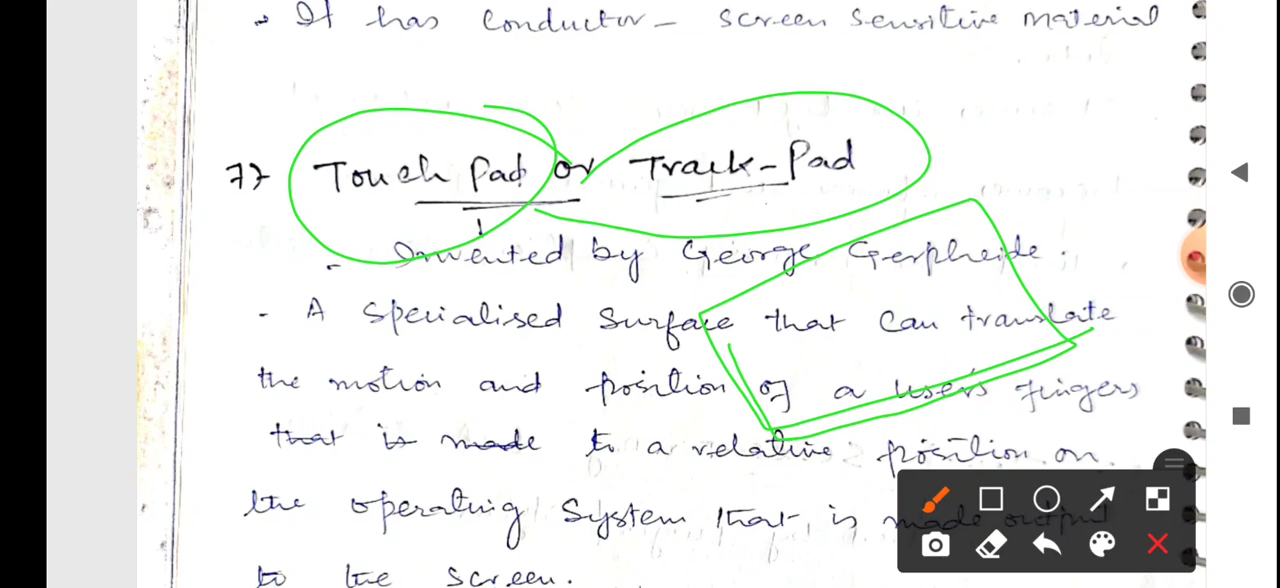 • It has conductor - screen sensitive material
77 Touch Pad or Track-Pad
- Invented by George Gerpheide.
- A specialised surface that can translate
the motion and position of a user's fingers
that is made to a relative position on
the operating system that is made output
to the screen.